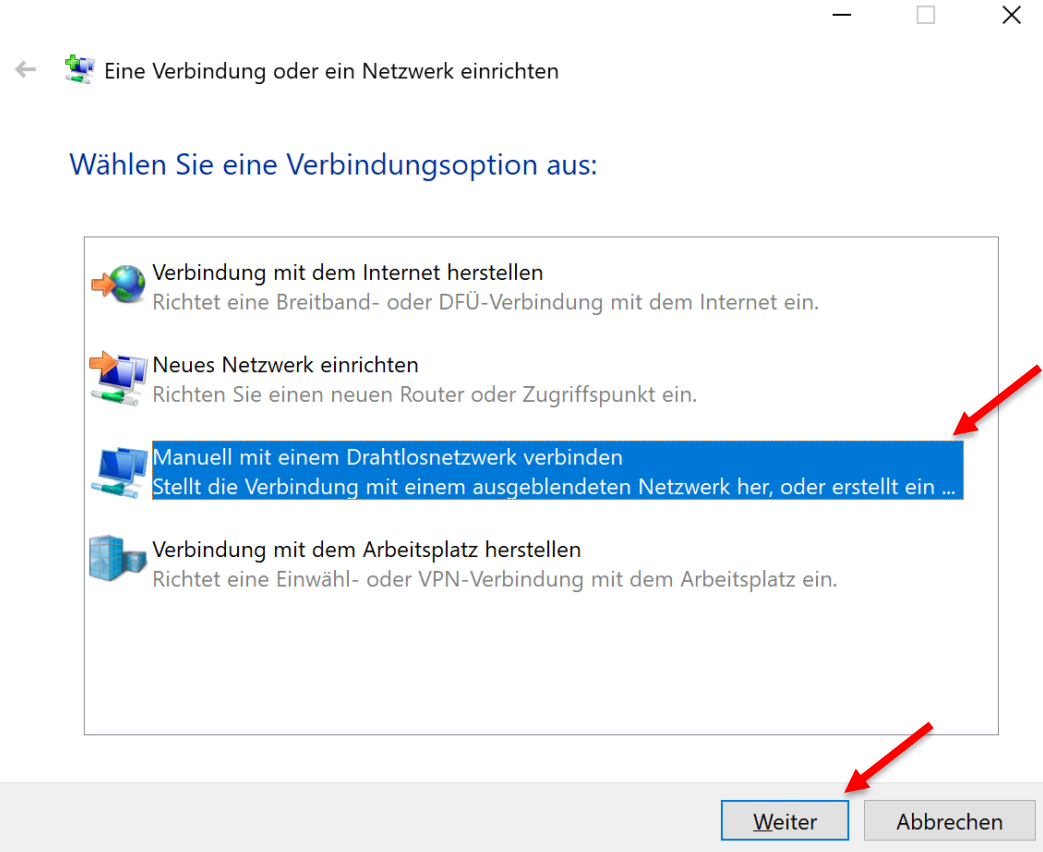 Eine Verbindung oder ein Netzwerk einrichten
Wählen Sie eine Verbindungsoption aus:
Verbindung mit dem Internet herstellen
Richtet eine Breitband- oder DFÜ-Verbindung mit dem Internet ein.
Neues Netzwerk einrichten
Richten Sie einen neuen Router oder Zugriffspunkt ein.
Manuell mit einem Drahtlosnetzwerk verbinden
Stellt die Verbindung mit einem ausgeblendeten Netzwerk her, oder erstellt ein ...
Verbindung mit dem Arbeitsplatz herstellen
Richtet eine Einwähl- oder VPN-Verbindung mit dem Arbeitsplatz ein.
Weiter
Abbrechen